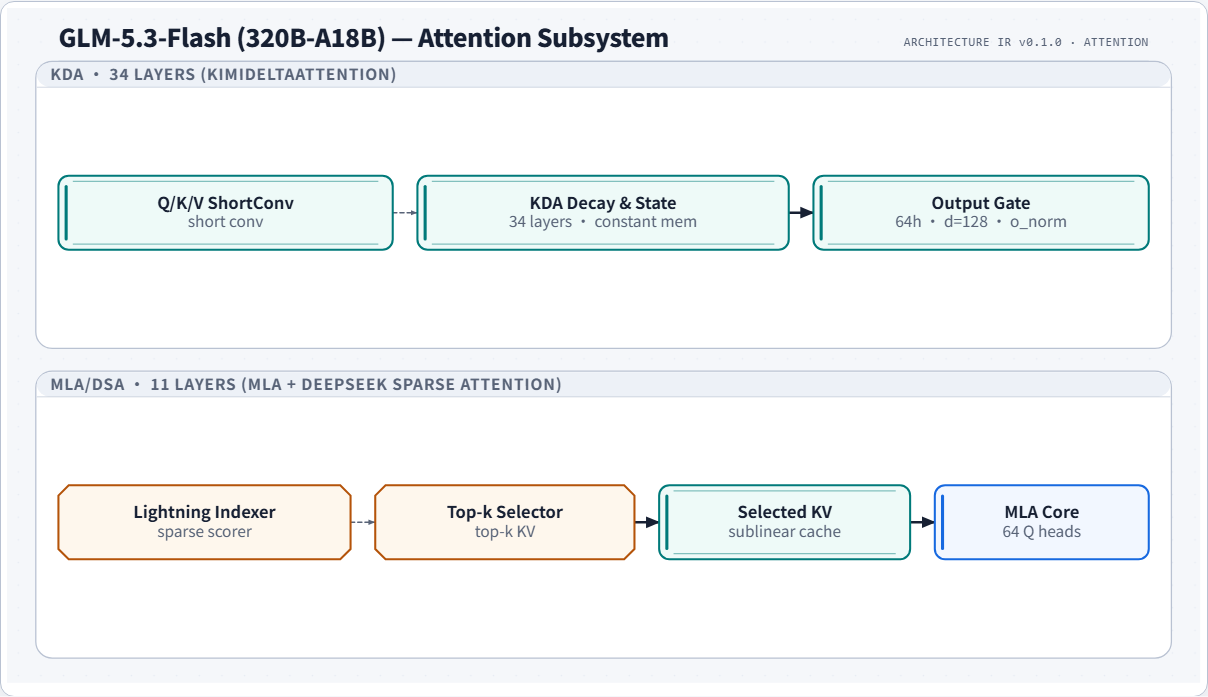 GLM-5.3-Flash (320B-A18B) — Attention Subsystem
ARCHITECTURE IR v0.1.0 · ATTENTION
KDA • 34 LAYERS (KIMIDELTAATTENTION)
Q/K/V ShortConv
short conv
KDA Decay & State
34 layers • constant mem
Output Gate
64h • d=128 • o_norm
MLA/DSA • 11 LAYERS (MLA + DEEPSEEK SPARSE ATTENTION)
Lightning Indexer
sparse scorer
Top-k Selector
top-k KV
Selected KV
sublinear cache
MLA Core
64 Q heads